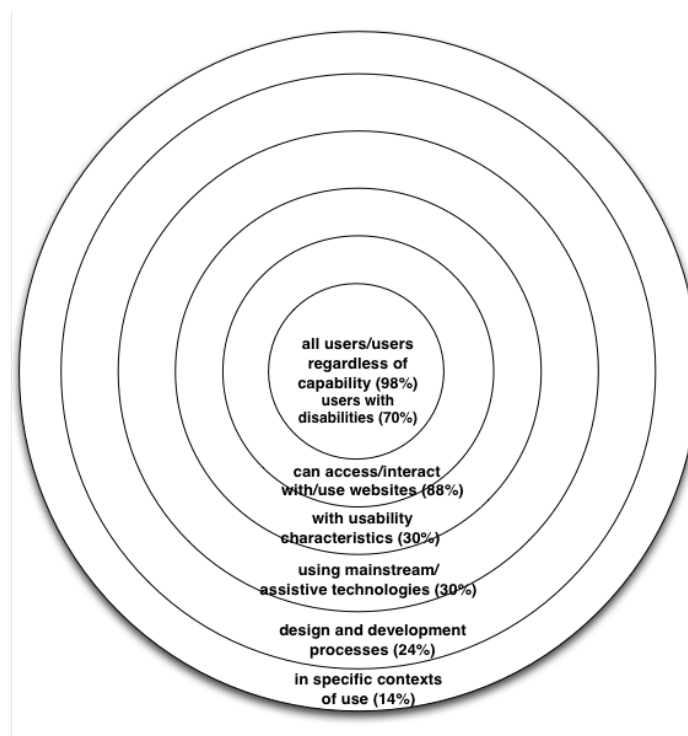 all users/users
regardless of
capability (98%)
users with
disabilities (70%)
can access/interact
with/use websites (88%)
with usability
characteristics (30%)
using mainstream/
assistive technologies (30%)
design and development
processes (24%)
in specific contexts
of use (14%)